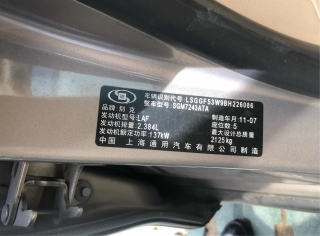 车辆识别代号:LSGGF53W9BH226086
品牌:别克
整车型号:SGM7243ATA
制造年月:11-07
发动机型号:LAF
座位数:5
发动机排量:2.384L
最大设计总质量
发动机额定功率:137kW
2125kg
中国 上海通用汽车有限公司制造